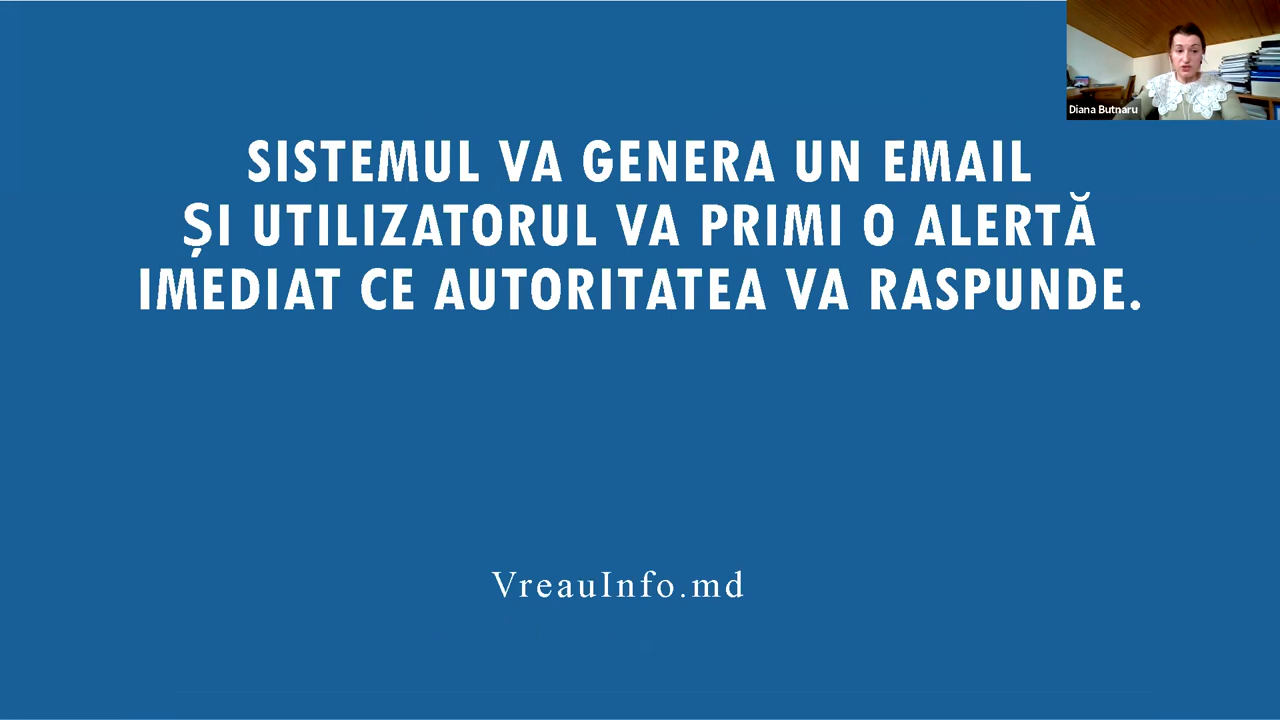 Diana Butnaru
SISTEMUL VA GENERA UN EMAIL
ȘI UTILIZATORUL VA PRIMI O ALERTĂ
IMEDIAT CE AUTORITATEA VA RASPUNDE.
VreauInfo.md